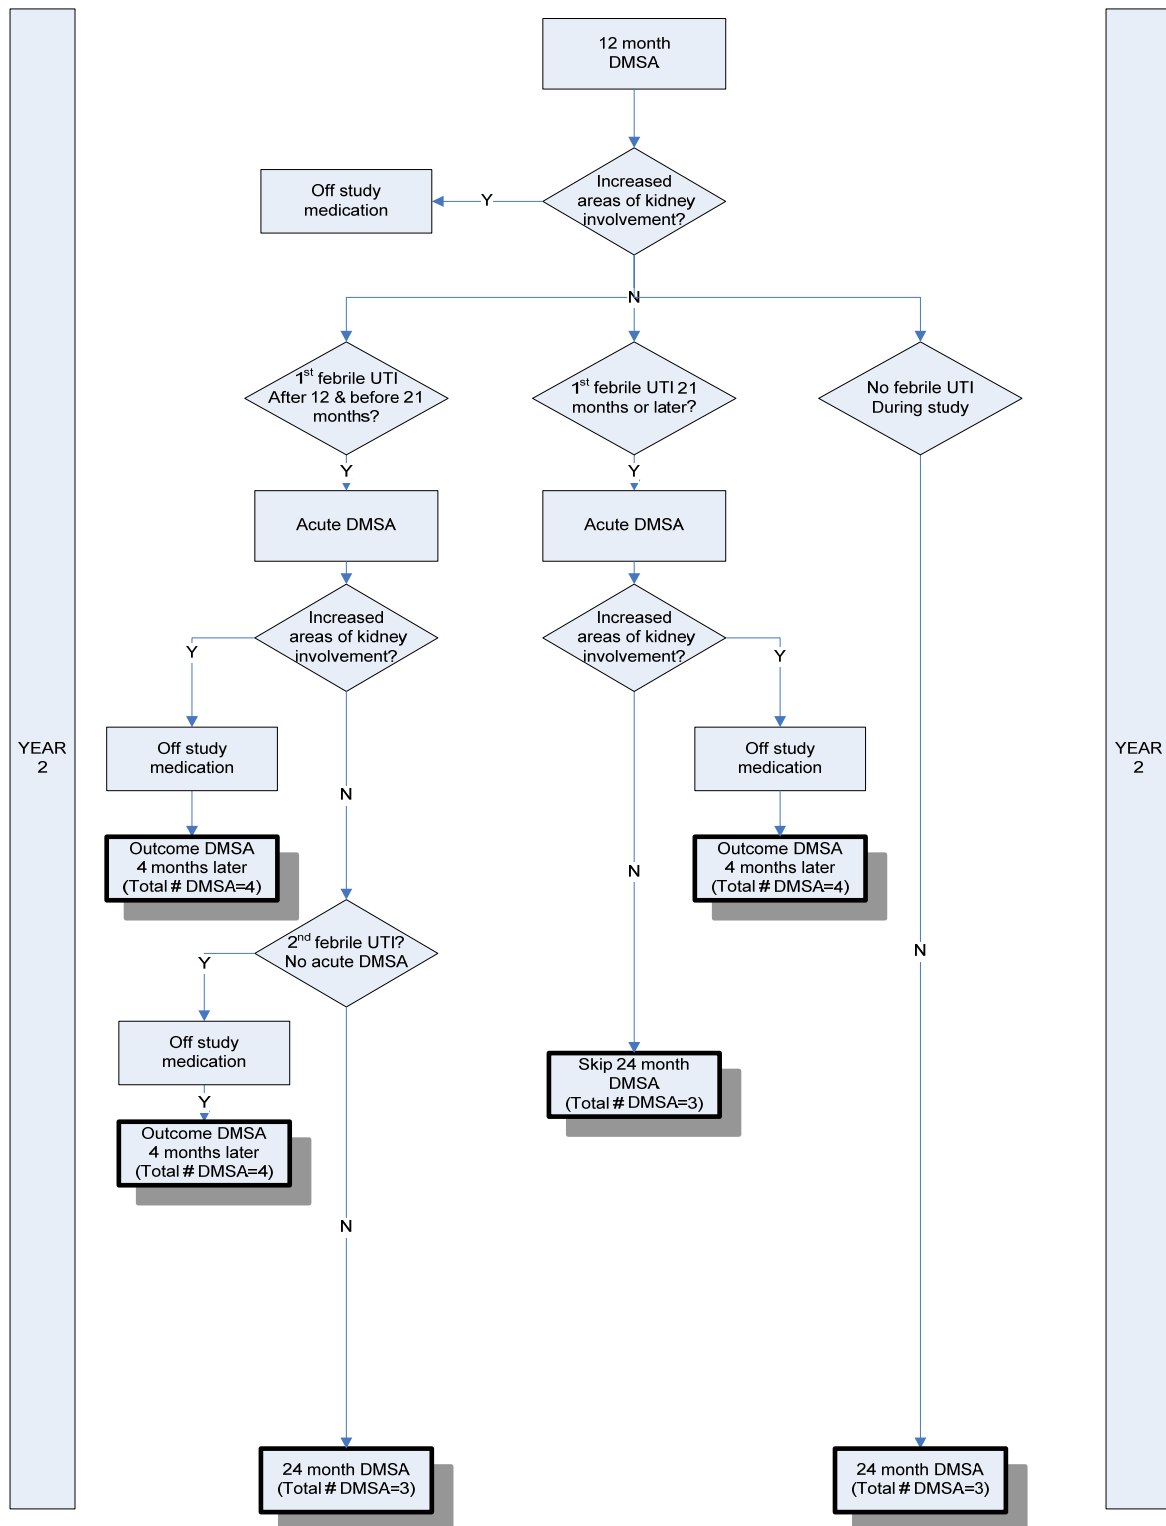 12 month
DMSA
Increased
areas of kidney
involvement?
Y
Off study
medication
N
1st febrile UTI
After 12 & before 21
months?
1st febrile UTI 21
months or later?
No febrile UTI
During study
Y
Y
Acute DMSA
Acute DMSA
Increased
areas of kidney
involvement?
Increased
areas of kidney
involvement?
Y
Y
YEAR
2
Off study
medication
Off study
medication
YEAR
2
N
Outcome DMSA
4 months later
(Total # DMSA=4)
N
Outcome DMSA
4 months later
(Total # DMSA=4)
2nd febrile UTI?
No acute DMSA
Y
N
Off study
medication
Y
Outcome DMSA
4 months later
(Total # DMSA=4)
Skip 24 month
DMSA
(Total # DMSA=3)
N
24 month DMSA
(Total # DMSA=3)
24 month DMSA
(Total # DMSA=3)